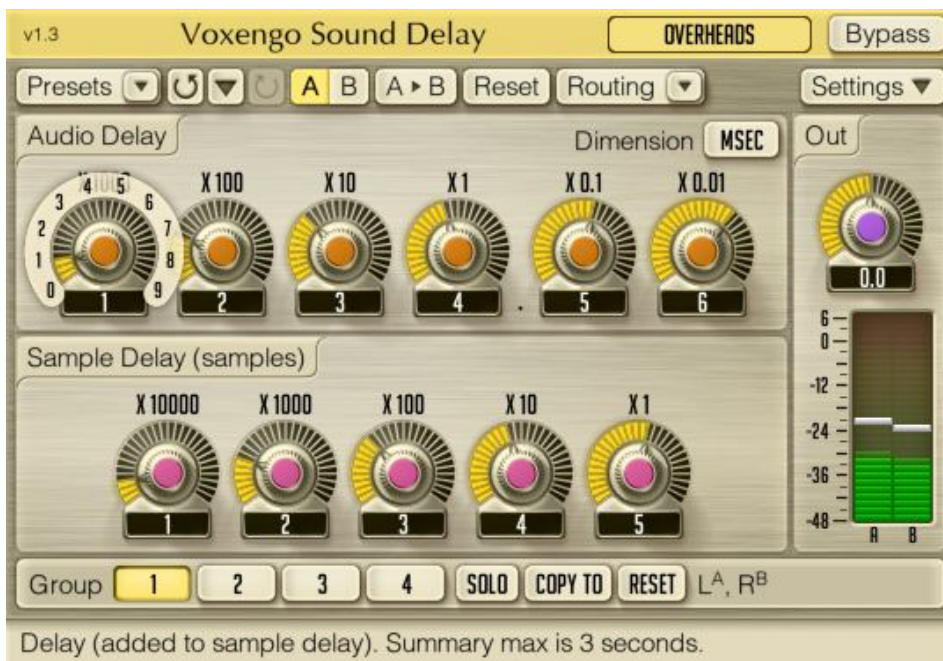 v1.3 Voxengo Sound Delay OVERHEADS Bypass
Presets A B A ▸ B Reset Routing Settings
Audio Delay Dimension MSEC Out
X 100 X 10 X 1 X 0.1 X 0.01
0 1 2 3 4 5 6 7 8 9
1 2 3 4 . 5 6
0.0
6
0
-12
-24
-36
-48
A B
Sample Delay (samples)
X 10000 X 1000 X 100 X 10 X 1
1 2 3 4 5
Group 1 2 3 4 SOLO COPY TO RESET Lᴬ, Rᴮ
Delay (added to sample delay). Summary max is 3 seconds.